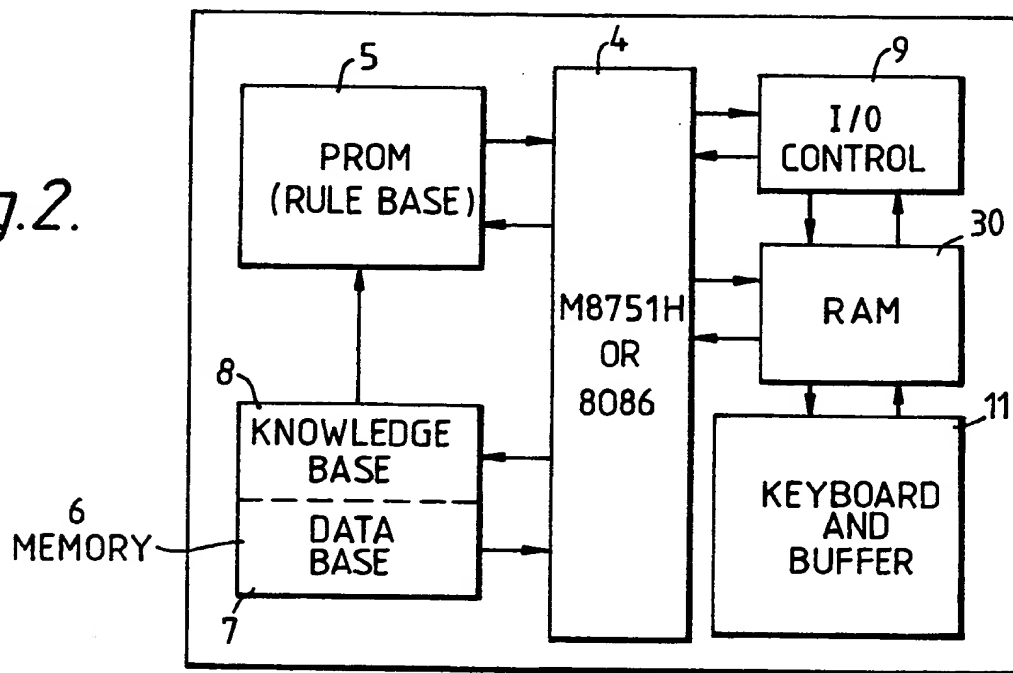 5
4
9
PROM
(RULE BASE)
I/O
CONTROL
g.2.
30
M8751H
OR
8086
RAM
8
KNOWLEDGE
BASE
11
6
MEMORY
DATA
BASE
7
KEYBOARD
AND
BUFFER